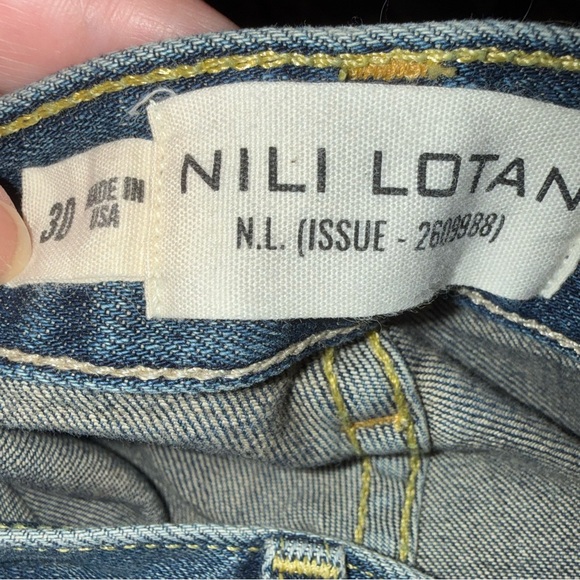 30
MADE IN
USA
NILI LOTAN
N.L. (ISSUE - 2609988)